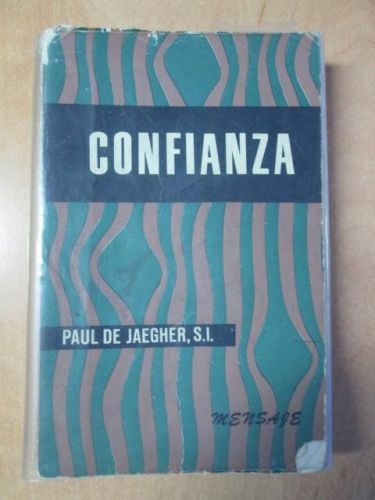 CONFIANZA
PAUL DE JAEGHER, S.I.
MENSAJE